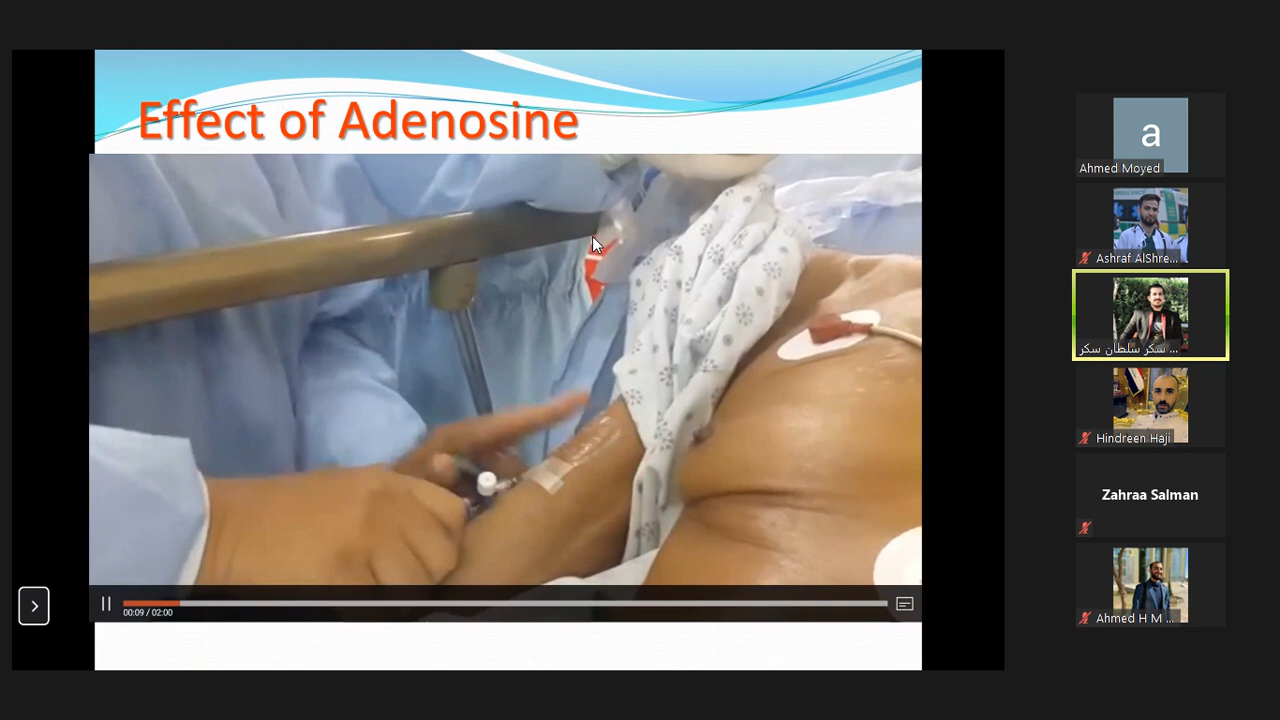 Effect of Adenosine
00:09 / 02:00
a
Ahmed Moyed
Ashraf AlShre...
سكر سلطان سكر ...
Hindreen Haji
Zahraa Salman
Ahmed H M ...